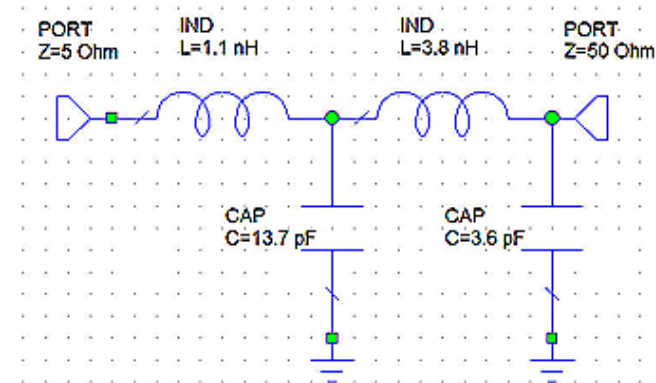 PORT
Z=5 Ohm
IND
L=1.1 nH
IND
L=3.8 nH
PORT
Z=50 Ohm
CAP
C=13.7 pF
CAP
C=3.6 pF